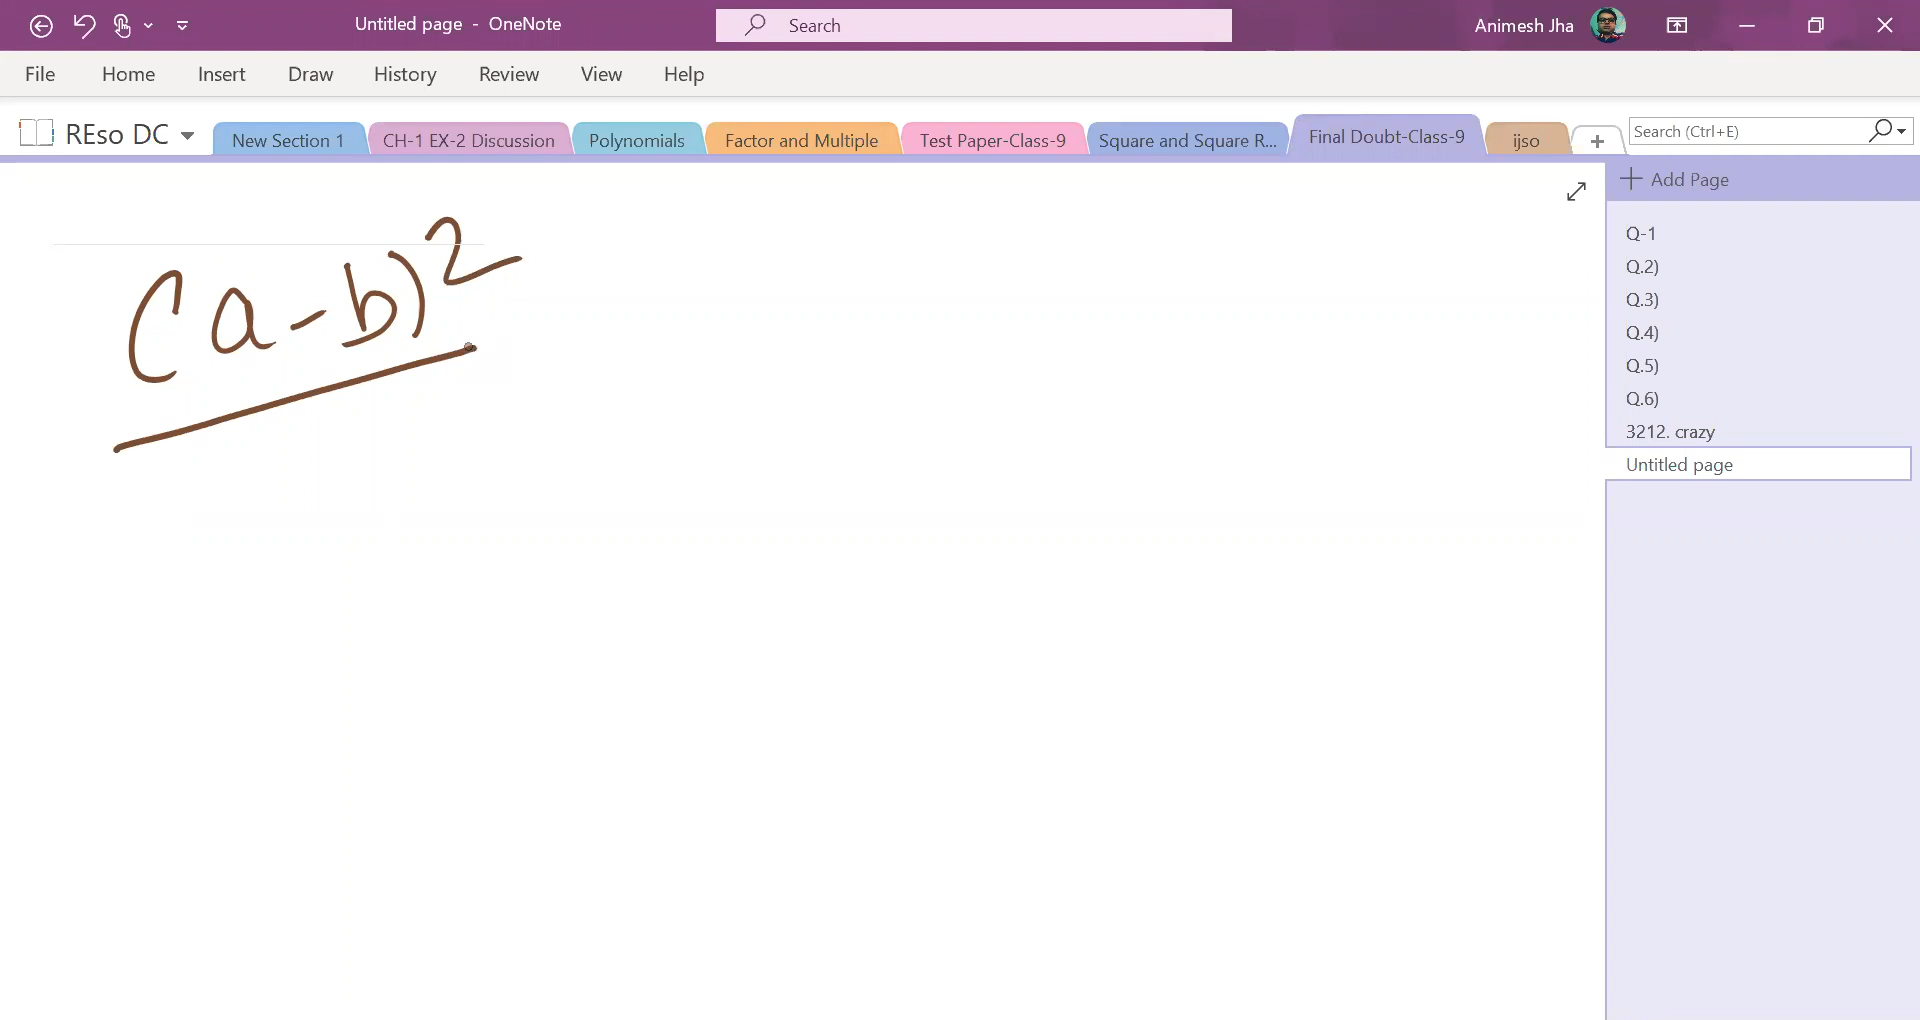 Untitled page - OneNote
Search
Animesh Jha
File Home Insert Draw History Review View Help
REso DC
New Section 1
CH-1 EX-2 Discussion
Polynomials
Factor and Multiple
Test Paper-Class-9
Square and Square R...
Final Doubt-Class-9
ijso
Search (Ctrl+E)
Add Page
(a-b)²
Q-1
Q.2)
Q.3)
Q.4)
Q.5)
Q.6)
3212. crazy
Untitled page